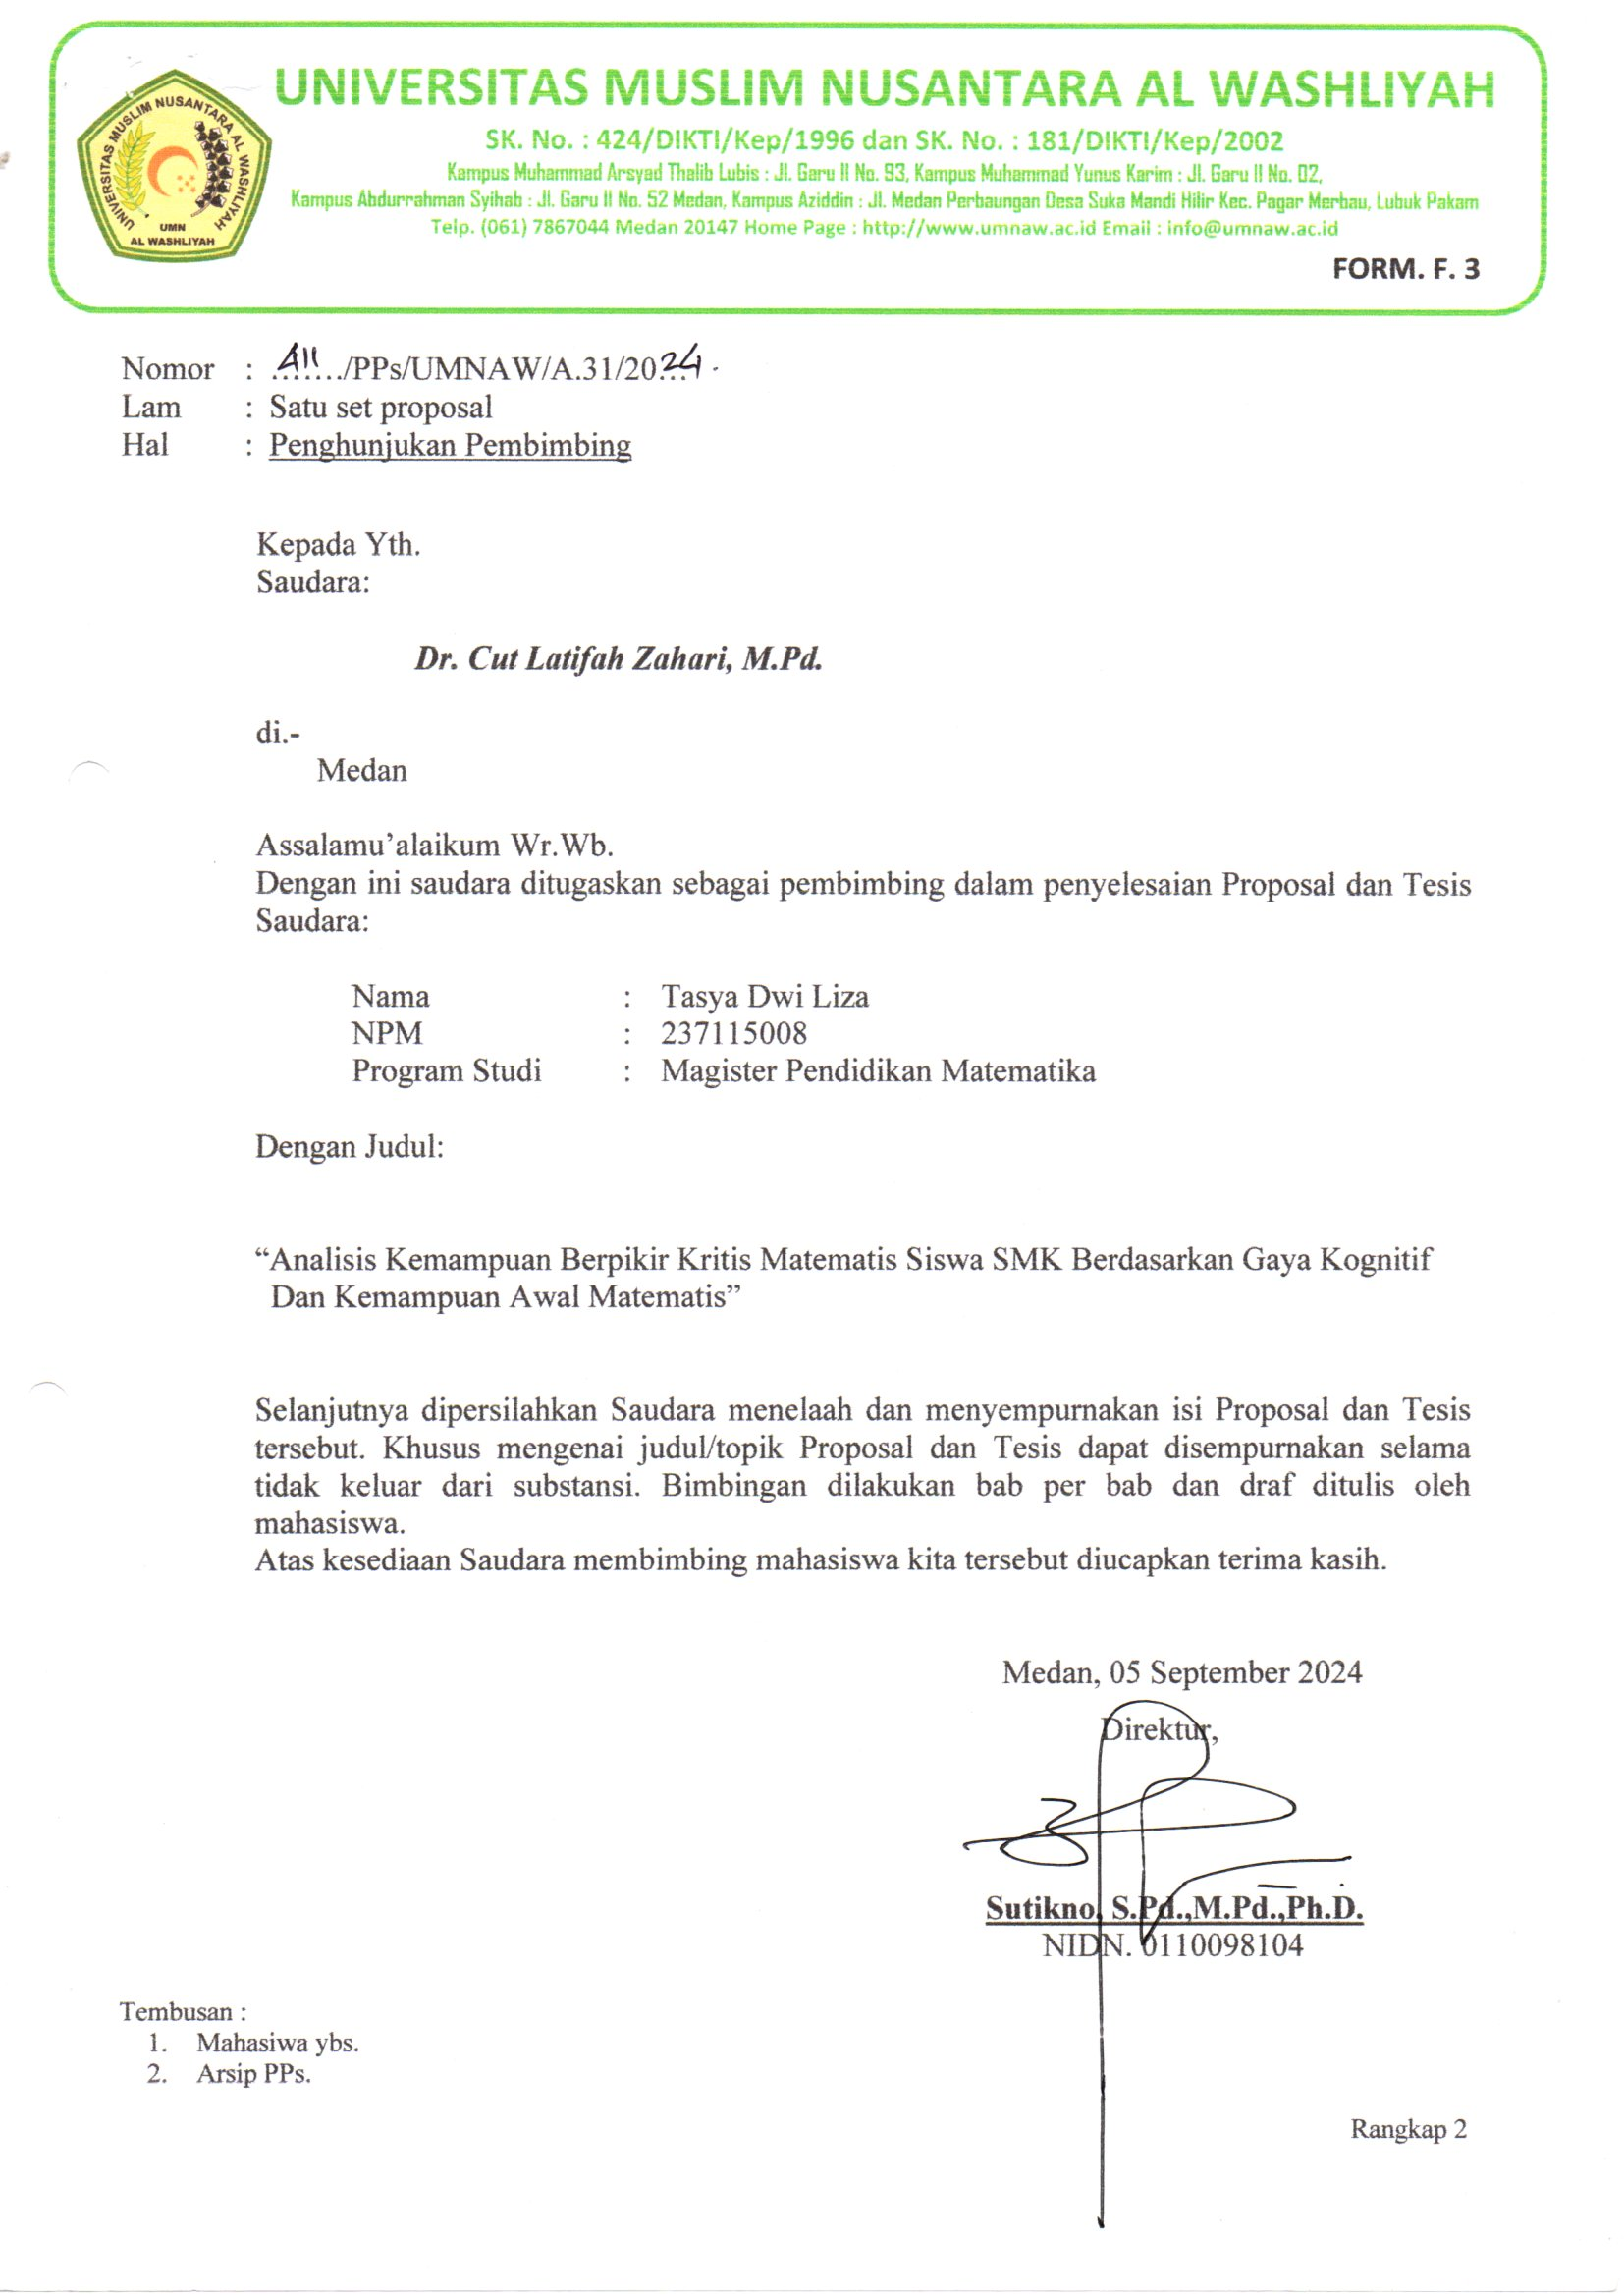 UNIVERSITAS MUSLIM NUSANTARA AL WASHLIYAH
UMN
AL WASHLIYAH
UNIVERSITAS MUSLIM NUSANTARA AL WASHLIYAH
SK. No. : 424/DIKTI/Kep/1996 dan SK. No. : 181/DIKTI/Kep/2002
Kampus Muhammad Arsyad Thalib Lubis : Jl. Garu II No. 93, Kampus Muhammad Yunus Karim : Jl. Garu II No. 02,
Kampus Abdurrahman Syihab : Jl. Garu II No. 52 Medan, Kampus Aziddin : Jl. Medan Perbaungan Desa Suka Mandi Hilir Kec. Pagar Merbau, Lubuk Pakam
Telp. (061) 7867044 Medan 20147 Home Page : http://www.umnaw.ac.id Email : info@umnaw.ac.id
FORM. F. 3
Nomor : ....../PPs/UMNAW/A.31/2024.
Lam : Satu set proposal
Hal : Penghunjukan Pembimbing
Kepada Yth.
Saudara:
Dr. Cut Latifah Zahari, M.Pd.
di.-
Medan
Assalamu’alaikum Wr.Wb.
Dengan ini saudara ditugaskan sebagai pembimbing dalam penyelesaian Proposal dan Tesis
Saudara:
Nama : Tasya Dwi Liza
NPM : 237115008
Program Studi : Magister Pendidikan Matematika
Dengan Judul:
“Analisis Kemampuan Berpikir Kritis Matematis Siswa SMK Berdasarkan Gaya Kognitif
Dan Kemampuan Awal Matematis”
Selanjutnya dipersilahkan Saudara menelaah dan menyempurnakan isi Proposal dan Tesis
tersebut. Khusus mengenai judul/topik Proposal dan Tesis dapat disempurnakan selama
tidak keluar dari substansi. Bimbingan dilakukan bab per bab dan draf ditulis oleh
mahasiswa.
Atas kesediaan Saudara membimbing mahasiswa kita tersebut diucapkan terima kasih.
Medan, 05 September 2024
Direktur,
Sutikno, S.Pd.,M.Pd.,Ph.D.
NIDN. 0110098104
Tembusan :
1. Mahasiwa ybs.
2. Arsip PPs.
Rangkap 2